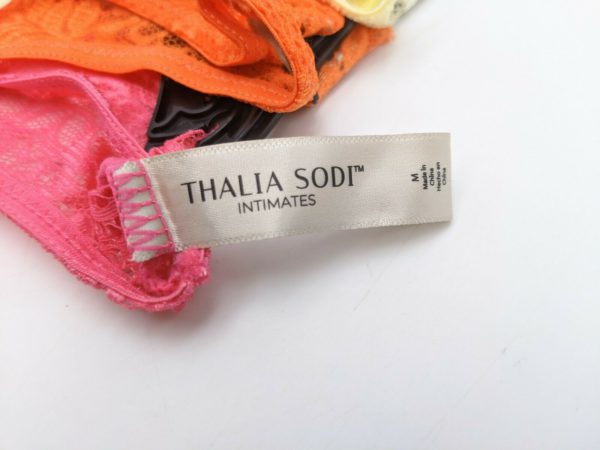 THALIA SODI™
INTIMATES
M
Made in
China
Hecho en
China